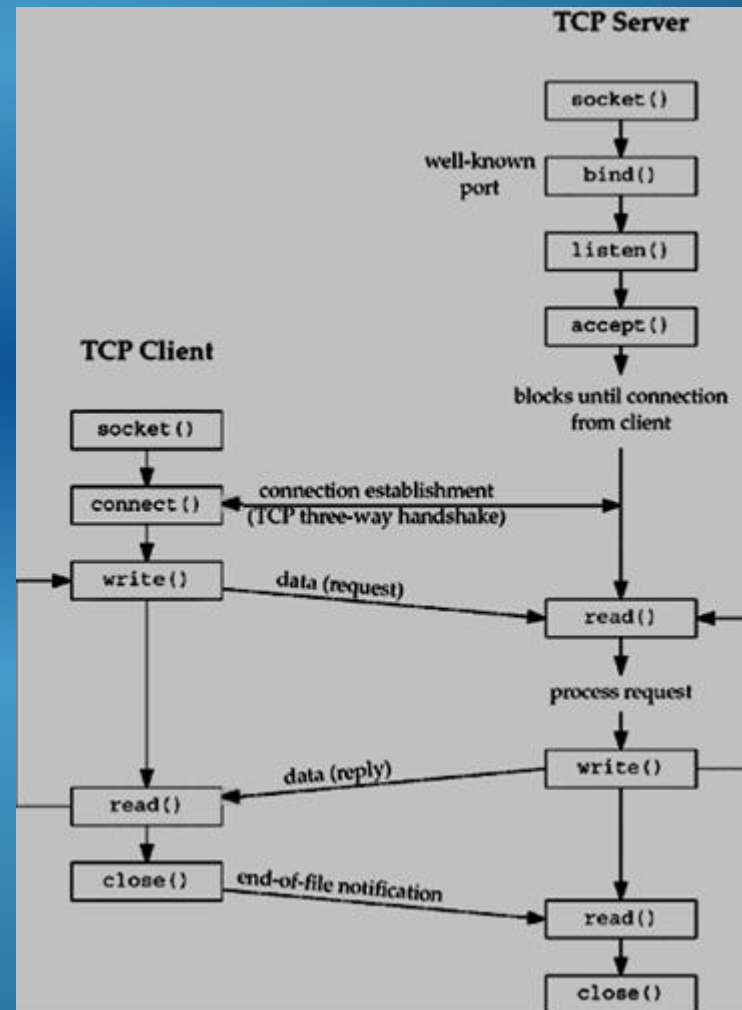 TCP Server
socket()
well-known
port
bind()
listen()
accept()
TCP Client
blocks until connection
from client
socket()
connect()
connection establishment
(TCP three-way handshake)
write()
data (request)
read()
process request
data (reply)
write()
read()
close()
end-of-file notification
read()
close()